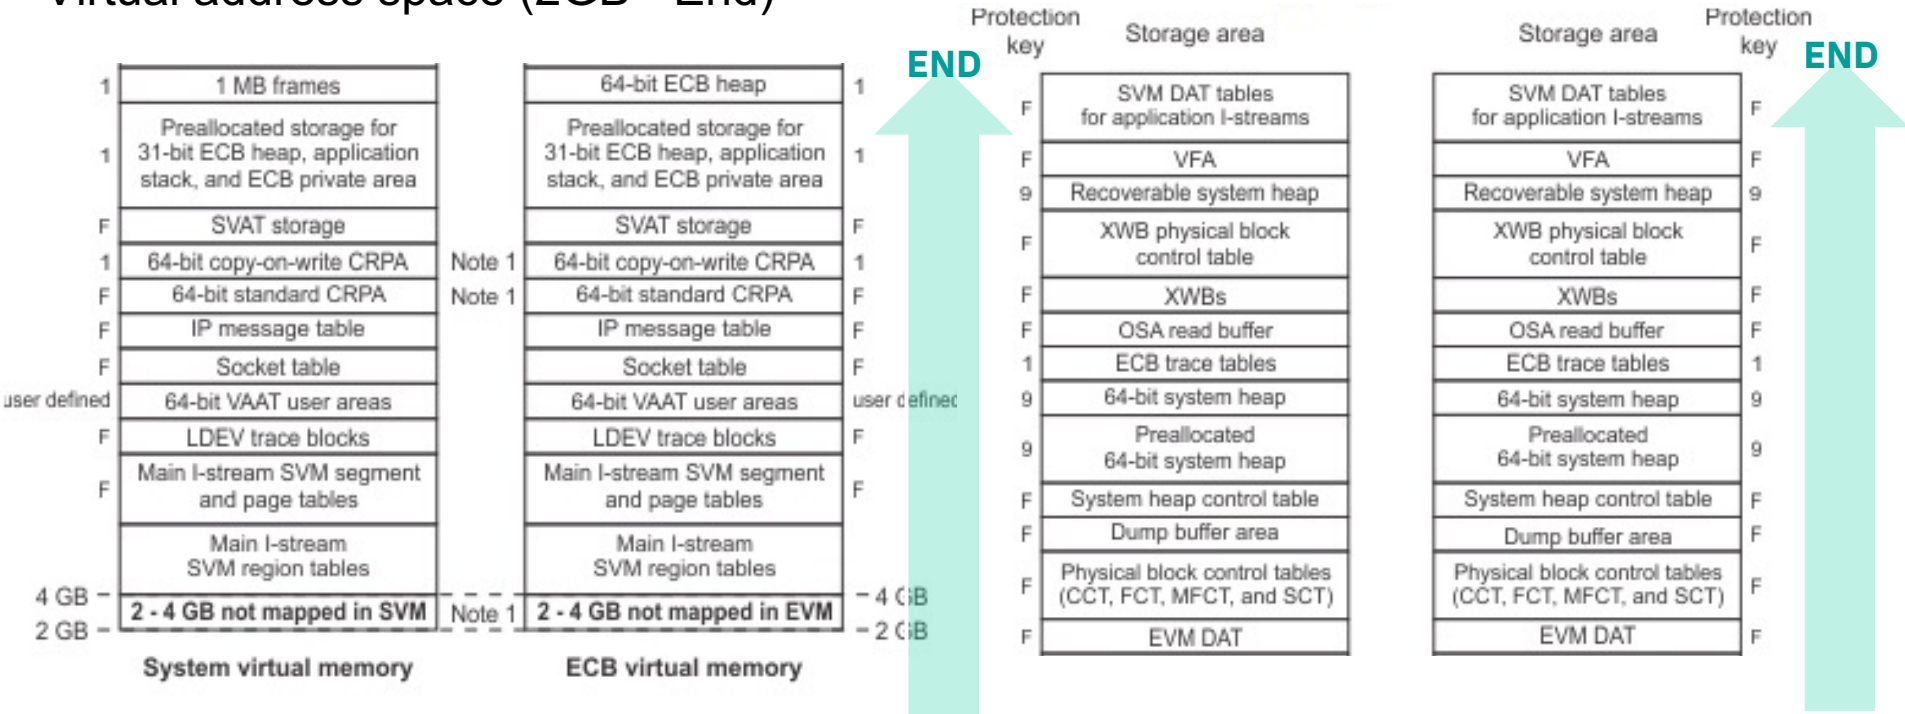 Virtual address space (2GB - End)
1
1 MB frames
1
Preallocated storage for
31-bit ECB heap, application
stack, and ECB private area
F
SVAT storage
1
64-bit copy-on-write CRPA
F
64-bit standard CRPA
F
IP message table
F
Socket table
user defined
64-bit VAAT user areas
F
LDEV trace blocks
F
Main I-stream SVM segment
and page tables
Main I-stream
SVM region tables
4 GB
2 - 4 GB not mapped in SVM
2 GB
System virtual memory
Note 1
Note 1
Note 1
64-bit ECB heap
1
Preallocated storage for
31-bit ECB heap, application
stack, and ECB private area
1
SVAT storage
F
64-bit copy-on-write CRPA
1
64-bit standard CRPA
F
IP message table
F
Socket table
F
64-bit VAAT user areas
user defined
LDEV trace blocks
F
Main I-stream SVM segment
and page tables
F
Main I-stream
SVM region tables
2 - 4 GB not mapped in EVM
4 GB
2 GB
ECB virtual memory
END
Protection
key
Storage area
F
SVM DAT tables
for application I-streams
F
VFA
9
Recoverable system heap
F
XWB physical block
control table
F
XWBs
F
OSA read buffer
1
ECB trace tables
9
64-bit system heap
9
Preallocated
64-bit system heap
F
System heap control table
F
Dump buffer area
F
Physical block control tables
(CCT, FCT, MFCT, and SCT)
F
EVM DAT
Storage area
Protection
key
SVM DAT tables
for application I-streams
F
VFA
F
Recoverable system heap
9
XWB physical block
control table
F
XWBs
F
OSA read buffer
F
ECB trace tables
1
64-bit system heap
9
Preallocated
64-bit system heap
9
System heap control table
F
Dump buffer area
F
Physical block control tables
(CCT, FCT, MFCT, and SCT)
F
EVM DAT
F
END